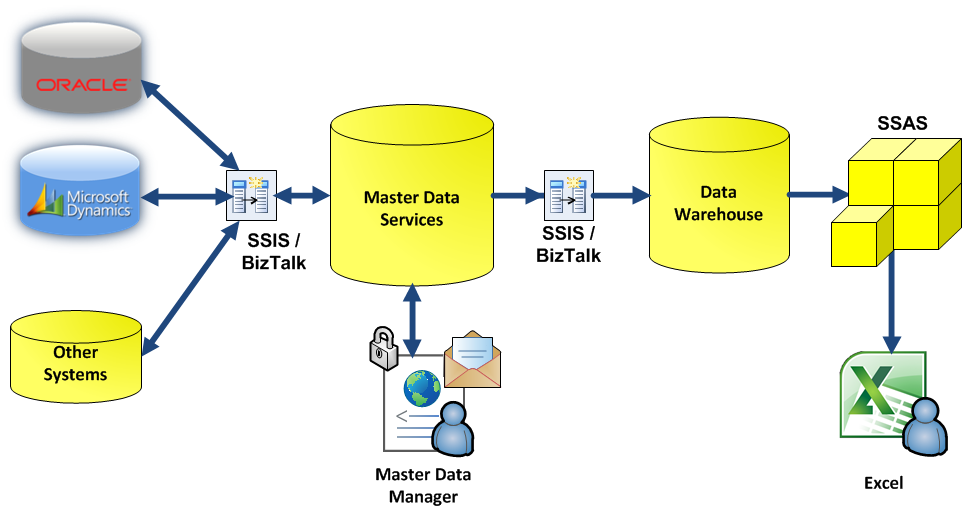 ORACLE
Microsoft
Dynamics
Other
Systems
SSIS /
BizTalk
Master Data
Services
Master Data
Manager
SSIS /
BizTalk
Data
Warehouse
SSAS
Excel